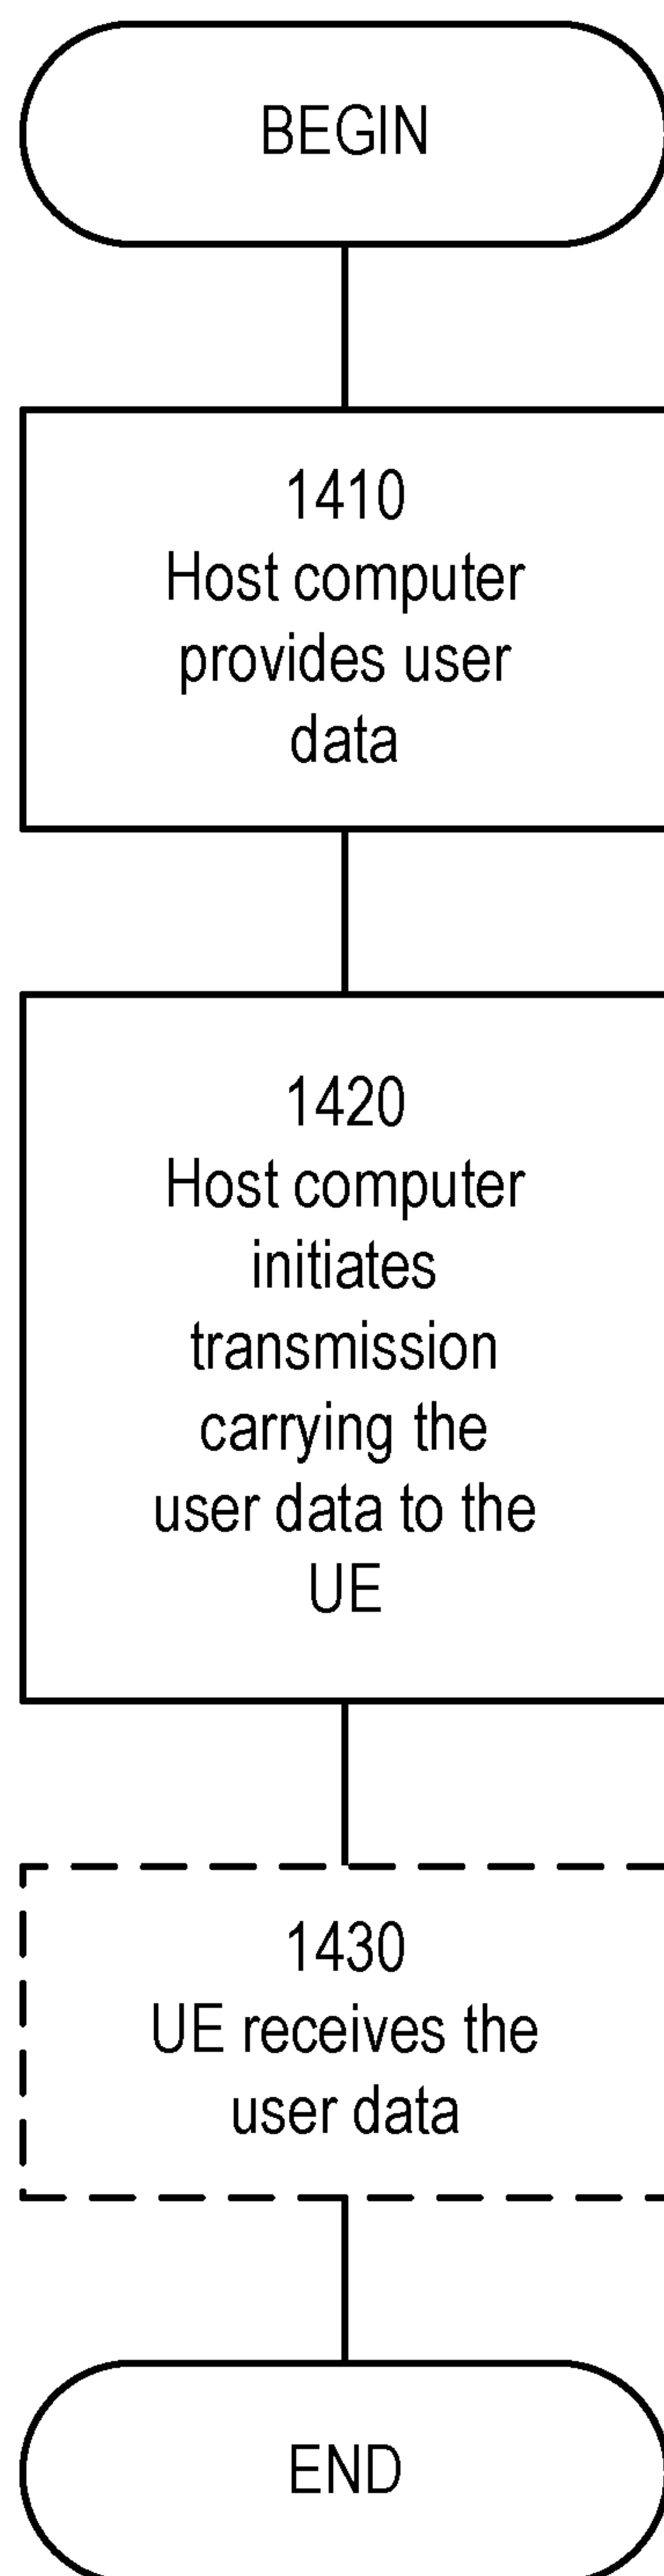 BEGIN
1410
Host computer
provides user
data
1420
Host computer
initiates
transmission
carrying the
user data to the
UE
1430
UE receives the
user data
END